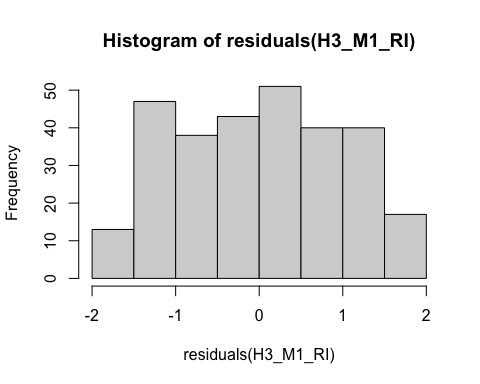 Histogram of residuals(H3_M1_RI)
Frequency
50
40
30
20
10
0
-2 -1 0 1 2
residuals(H3_M1_RI)